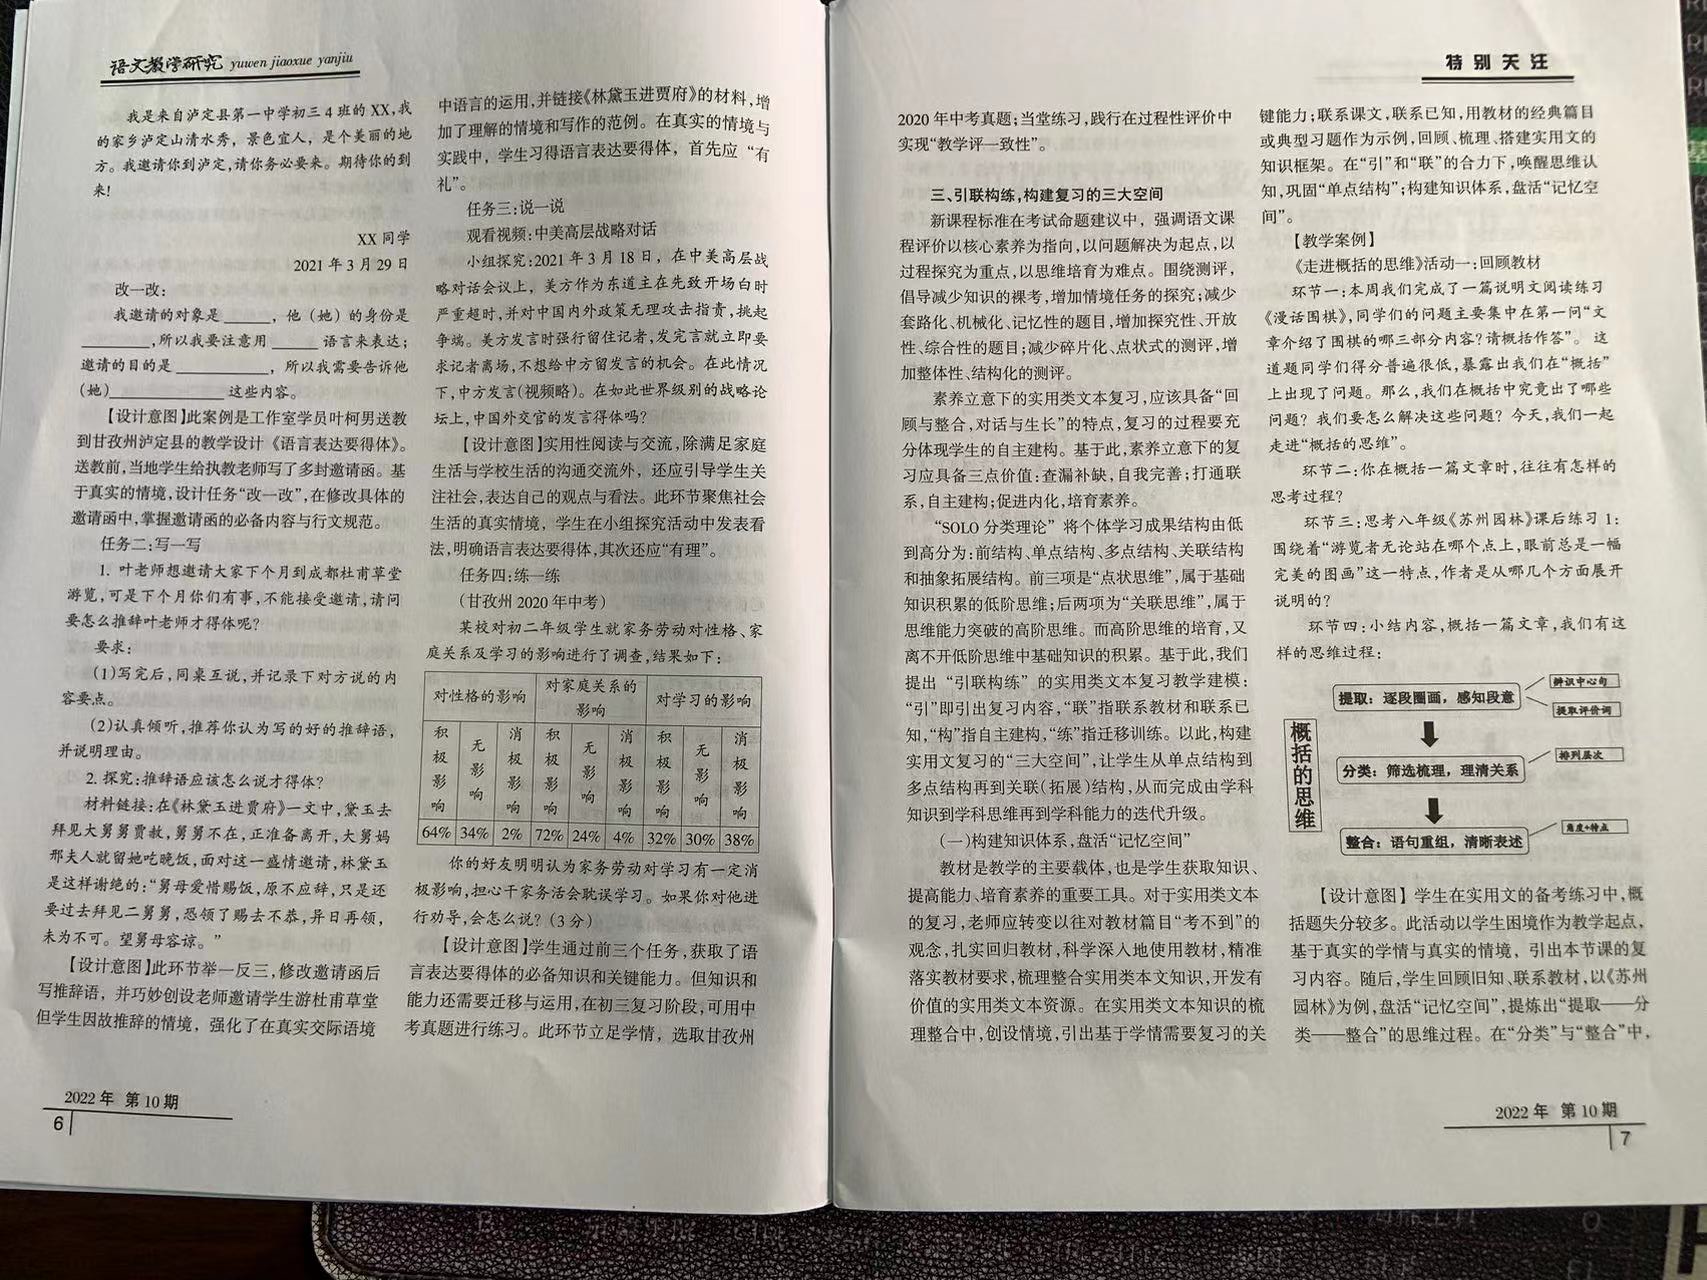 语文教学研究 yuwen jiaoxue yanjiu
我是来自泸定县第一中学初三4班的XX,我
的家乡泸定山清水秀，景色宜人，是个美丽的地
方。我邀请你到泸定,请你务必要来。期待你的到
来!
XX同学
2021年3月29日
改一改:
我邀请的对象是______，他（她）的身份是
_________,所以我要注意用______语言来表达;
邀请的目的是____________，所以我需要告诉他
(她)______________这些内容。
【设计意图】此案例是工作室学员叶柯男送教
到甘孜州泸定县的教学设计《语言表达要得体》。
送教前,当地学生给执教老师写了多封邀请函。基
于真实的情境,设计任务“改一改”,在修改具体的
邀请函中,掌握邀请函的必备内容与行文规范。
任务二:写一写
1. 叶老师想邀请大家下个月到成都杜甫草堂
游览,可是下个月你们有事,不能接受邀请,请问
要怎么推辞叶老师才得体呢?
要求:
(1)写完后,同桌互说,并记录下对方说的内
容要点。
(2)认真倾听,推荐你认为写的好的推辞语,
并说明理由。
2. 探究:推辞语应该怎么说才得体?
材料链接:在《林黛玉进贾府》一文中,黛玉去
拜见大舅舅贾赦,舅舅不在,正准备离开,大舅妈
邢夫人就留她吃晚饭,面对这一盛情邀请,林黛玉
是这样谢绝的:“舅母爱惜赐饭,原不应辞,只是还
要过去拜见二舅舅,恐领了赐去不恭,异日再领,
未为不可。望舅母容谅。”
【设计意图】此环节举一反三,修改邀请函后
写推辞语，并巧妙创设老师邀请学生游杜甫草堂
但学生因故推辞的情境，强化了在真实交际语境
中语言的运用,并链接《林黛玉进贾府》的材料,增
加了理解的情境和写作的范例。在真实的情境与
实践中，学生习得语言表达要得体，首先应“有
礼”。
任务三:说一说
观看视频:中美高层战略对话
小组探究:2021年3月18日，在中美高层战
略对话会议上，美方作为东道主在先致开场白时
严重超时,并对中国内外政策无理攻击指责,挑起
争端。美方发言时强行留住记者,发完言就立即要
求记者离场,不想给中方留发言的机会。在此情况
下,中方发言(视频略)。在如此世界级别的战略论
坛上,中国外交官的发言得体吗?
【设计意图】实用性阅读与交流,除满足家庭
生活与学校生活的沟通交流外，还应引导学生关
注社会,表达自己的观点与看法。此环节聚焦社会
生活的真实情境，学生在小组探究活动中发表看
法,明确语言表达要得体,其次还应“有理”。
任务四:练一练
(甘孜州2020年中考)
某校对初二年级学生就家务劳动对性格、家
庭关系及学习的影响进行了调查,结果如下:
对性格的影响 对家庭关系的影响 对学习的影响
积极影响 无影响 消极影响 积极影响 无影响 消极影响 积极影响 无影响 消极影响
64% 34% 2% 72% 24% 4% 32% 30% 38%
你的好友明明认为家务劳动对学习有一定消
极影响,担心干家务活会耽误学习。如果你对他进
行劝导,会怎么说?(3分)
【设计意图】学生通过前三个任务,获取了语
言表达要得体的必备知识和关键能力。但知识和
能力还需要迁移与运用,在初三复习阶段,可用中
考真题进行练习。此环节立足学情，选取甘孜州
2022年 第10期
6
特别关注
2020年中考真题;当堂练习,践行在过程性评价中
实现“教学评一致性”。
三、引联构练,构建复习的三大空间
新课程标准在考试命题建议中，强调语文课
程评价以核心素养为指向,以问题解决为起点,以
过程探究为重点,以思维培育为难点。围绕测评,
倡导减少知识的裸考,增加情境任务的探究;减少
套路化、机械化、记忆性的题目,增加探究性、开放
性、综合性的题目;减少碎片化、点状式的测评,增
加整体性、结构化的测评。
素养立意下的实用类文本复习,应该具备“回
顾与整合,对话与生长”的特点,复习的过程要充
分体现学生的自主建构。基于此,素养立意下的复
习应具备三点价值:查漏补缺,自我完善;打通联
系,自主建构;促进内化,培育素养。
“SOLO分类理论”将个体学习成果结构由低
到高分为:前结构、单点结构、多点结构、关联结构
和抽象拓展结构。前三项是“点状思维”,属于基础
知识积累的低阶思维;后两项为“关联思维”,属于
思维能力突破的高阶思维。而高阶思维的培育,又
离不开低阶思维中基础知识的积累。基于此,我们
提出“引联构练”的实用类文本复习教学建模:
“引”即引出复习内容,“联”指联系教材和联系已
知,“构”指自主建构,“练”指迁移训练。以此,构建
实用文复习的“三大空间”,让学生从单点结构到
多点结构再到关联(拓展)结构,从而完成由学科
知识到学科思维再到学科能力的迭代升级。
(一)构建知识体系,盘活“记忆空间”
教材是教学的主要载体,也是学生获取知识、
提高能力、培育素养的重要工具。对于实用类文本
的复习,老师应转变以往对教材篇目“考不到”的
观念,扎实回归教材,科学深入地使用教材,精准
落实教材要求,梳理整合实用类本文知识,开发有
价值的实用类文本资源。在实用类文本知识的梳
理整合中,创设情境,引出基于学情需要复习的关
键能力;联系课文,联系已知,用教材的经典篇目
或典型习题作为示例,回顾、梳理、搭建实用文的
知识框架。在“引”和“联”的合力下,唤醒思维认
知,巩固“单点结构”;构建知识体系,盘活“记忆空
间”。
【教学案例】
《走进概括的思维》活动一:回顾教材
环节一:本周我们完成了一篇说明文阅读练习
《漫话围棋》,同学们的问题主要集中在第一问“文
章介绍了围棋的哪三部分内容?请概括作答”。这
道题同学们得分普遍很低,暴露出我们在“概括”
上出现了问题。那么,我们在概括中究竟出了哪些
问题？我们要怎么解决这些问题？今天,我们一起
走进“概括的思维”。
环节二:你在概括一篇文章时,往往有怎样的
思考过程?
环节三:思考八年级《苏州园林》课后练习1:
围绕着“游览者无论站在哪个点上,眼前总是一幅
完美的图画”这一特点,作者是从哪几个方面展开
说明的?
环节四:小结内容,概括一篇文章,我们有这
样的思维过程:
概括的思维
提取：逐段圈画，感知段意
辨识中心句
提取评价词
分类：筛选梳理，理清关系
排列层次
整合：语句重组，清晰表述
角度+特点
【设计意图】学生在实用文的备考练习中,概
括题失分较多。此活动以学生困境作为教学起点,
基于真实的学情与真实的情境，引出本节课的复
习内容。随后,学生回顾旧知、联系教材,以《苏州
园林》为例,盘活“记忆空间”,提炼出“提取——分
类——整合”的思维过程。在“分类”与“整合”中,
2022年 第10期
7